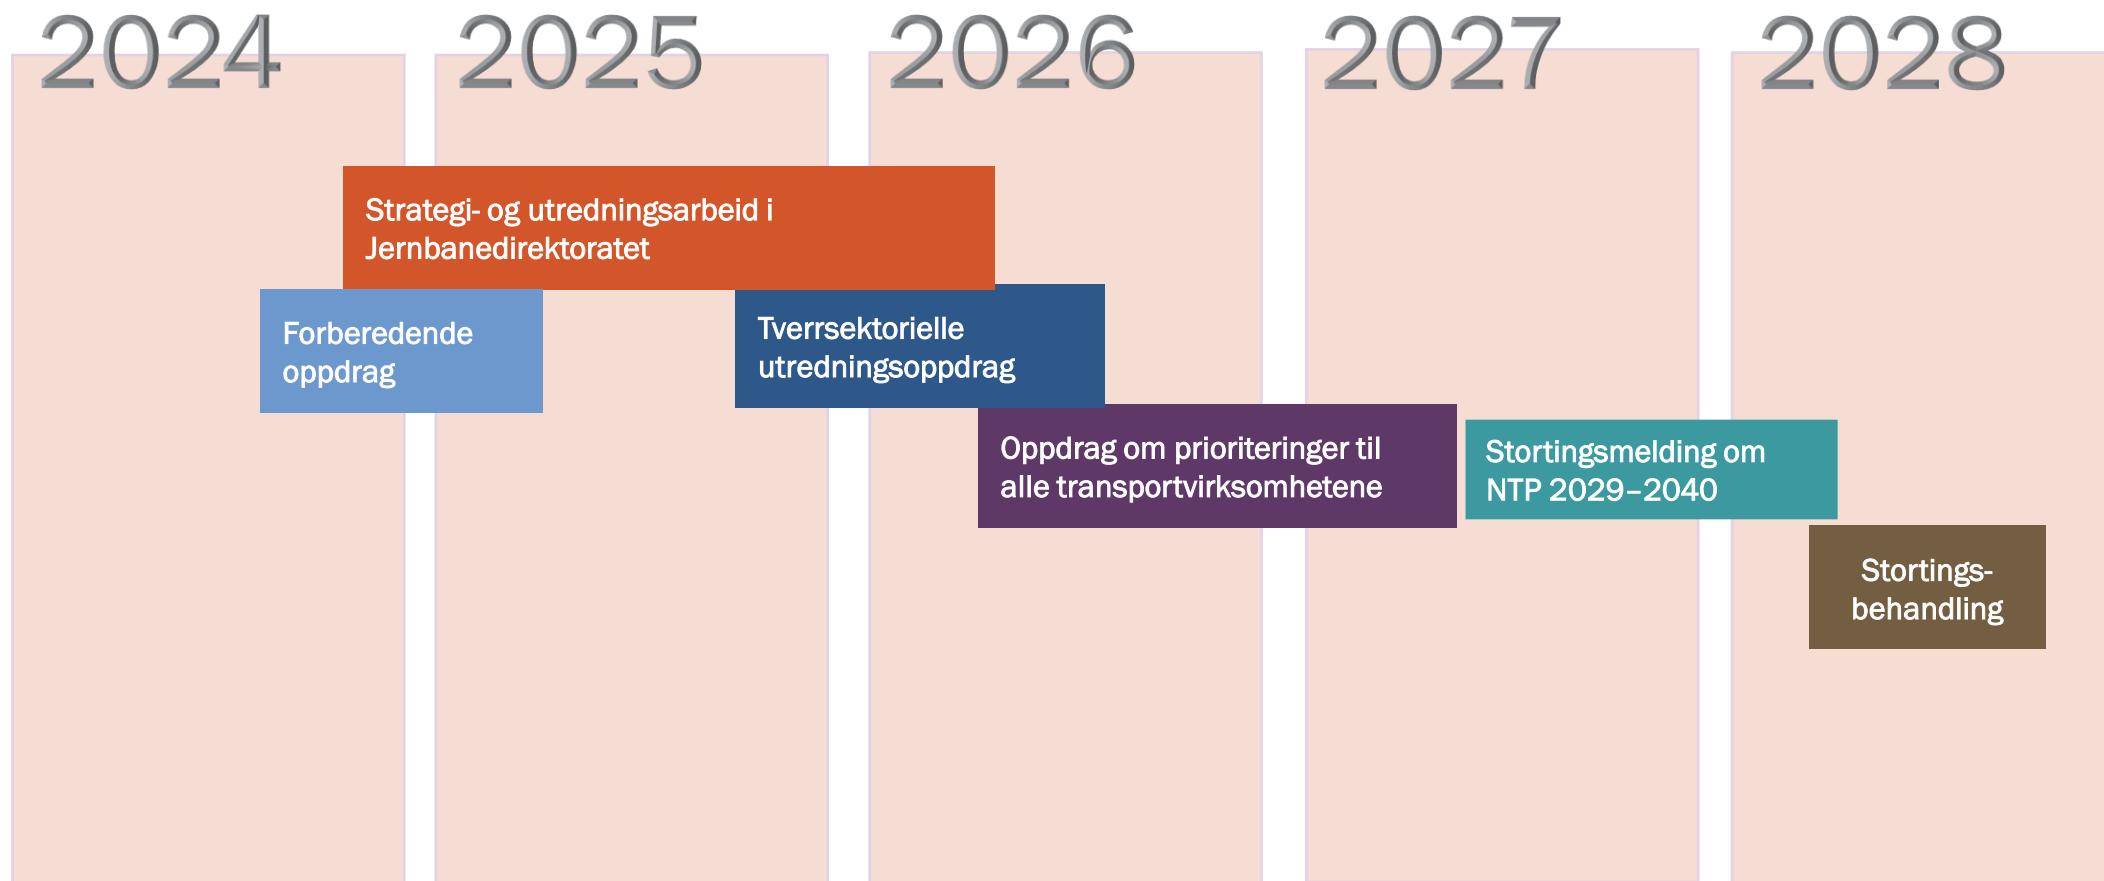 2024
2025
2026
2027
2028
Strategi- og utredningsarbeid i
Jernbanedirektoratet
Forberedende
oppdrag
Tverrsektorielle
utredningsoppdrag
Oppdrag om prioriteringer til
alle transportvirksomhetene
Stortingsmelding om
NTP 2029–2040
Stortings-
behandling